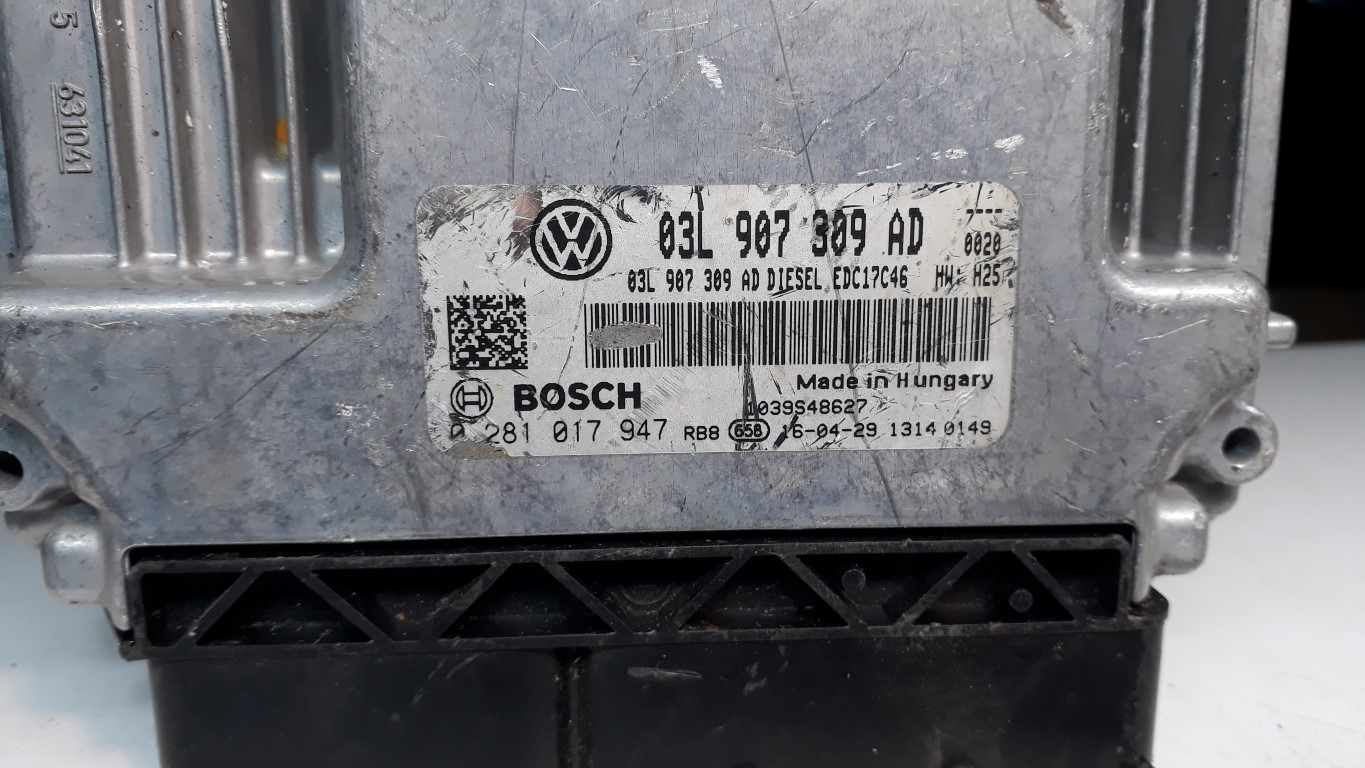 5
631041
03L 907 309 AD ----
0020
03L 907 309 AD DIESEL EDC17C46 HW: H25
BOSCH
Made in Hungary
1039S48627
0 281 017 947 RB8 65B 16-04-29 1314 0149